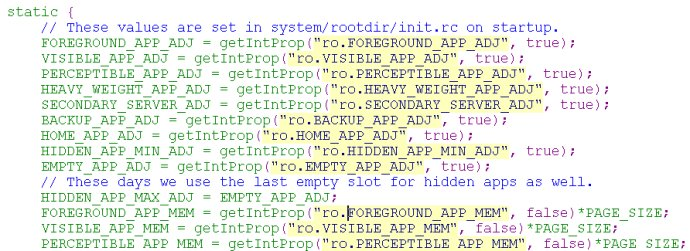 static {
// These values are set in system/rootdir/init.rc on startup.
FOREGROUND_APP_ADJ = getIntProp("ro.FOREGROUND_APP_ADJ", true);
VISIBLE_APP_ADJ = getIntProp("ro.VISIBLE_APP_ADJ", true);
PERCEPTIBLE_APP_ADJ = getIntProp("ro.PERCEPTIBLE_APP_ADJ", true);
HEAVY_WEIGHT_APP_ADJ = getIntProp("ro.HEAVY_WEIGHT_APP_ADJ", true);
SECONDARY_SERVER_ADJ = getIntProp("ro.SECONDARY_SERVER_ADJ", true);
BACKUP_APP_ADJ = getIntProp("ro.BACKUP_APP_ADJ", true);
HOME_APP_ADJ = getIntProp("ro.HOME_APP_ADJ", true);
HIDDEN_APP_MIN_ADJ = getIntProp("ro.HIDDEN_APP_MIN_ADJ", true);
EMPTY_APP_ADJ = getIntProp("ro.EMPTY_APP_ADJ", true);
// These days we use the last empty slot for hidden apps as well.
HIDDEN_APP_MAX_ADJ = EMPTY_APP_ADJ;
FOREGROUND_APP_MEM = getIntProp("ro.FOREGROUND_APP_MEM", false)*PAGE_SIZE;
VISIBLE_APP_MEM = getIntProp("ro.VISIBLE_APP_MEM", false)*PAGE_SIZE;
PERCEPTIBLE_APP_MEM = getIntProp("ro.PERCEPTIBLE_APP_MEM", false)*PAGE_SIZE;